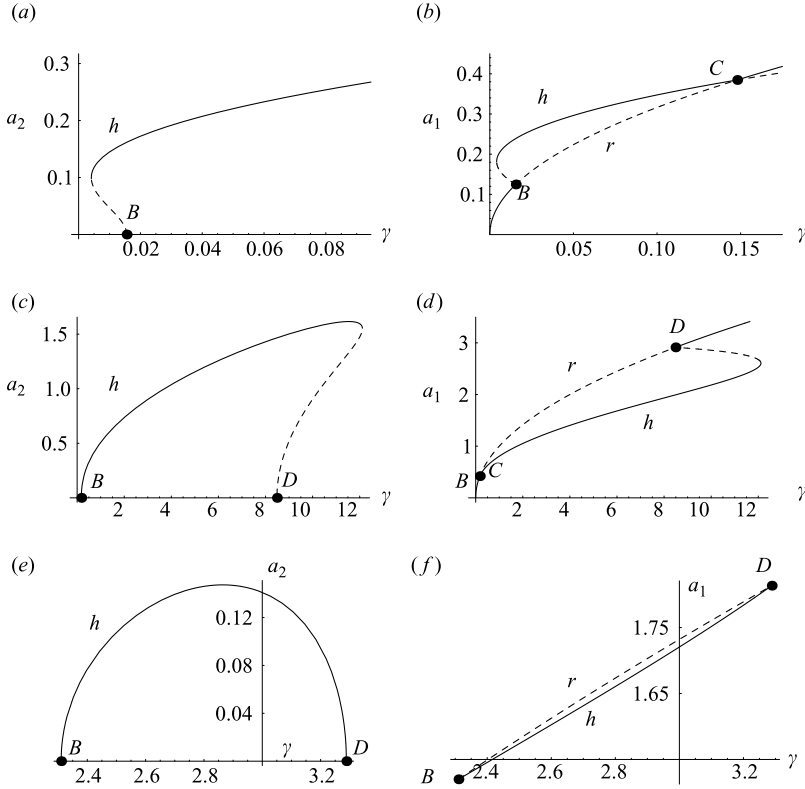 (a)
0.3
a2
0.2
h
0.1
B
0.02 0.04 0.06 0.08 γ
(b)
0.4
C
0.3
h
a1
0.2
r
0.1
B
0.05 0.10 0.15 γ
(c)
1.5
a2
1.0
h
0.5
B
D
2 4 6 8 10 12 γ
(d)
3
D
r
a1
2
h
1
B
C
2 4 6 8 10 12 γ
(e)
a2
0.12
h
0.08
0.04
B
γ
D
2.4 2.6 2.8 3.2
(f)
D
a1
1.75
r
1.65
h
B
2.4 2.6 2.8 3.2 γ